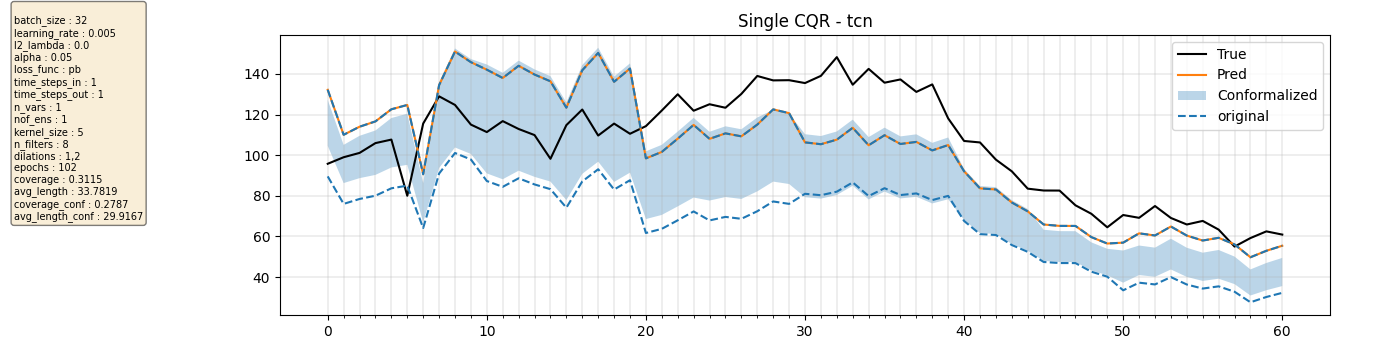 Single CQR - tcn
batch_size : 32
learning_rate : 0.005
l2_lambda : 0.0
alpha : 0.05
loss_func : pb
time_steps_in : 1
time_steps_out : 1
n_vars : 1
nof_ens : 1
kernel_size : 5
n_filters : 8
dilations : 1,2
epochs : 102
coverage : 0.3115
avg_length : 33.7819
coverage_conf : 0.2787
avg_length_conf : 29.9167
140
120
100
80
60
40
True
Pred
Conformalized
original
0 10 20 30 40 50 60